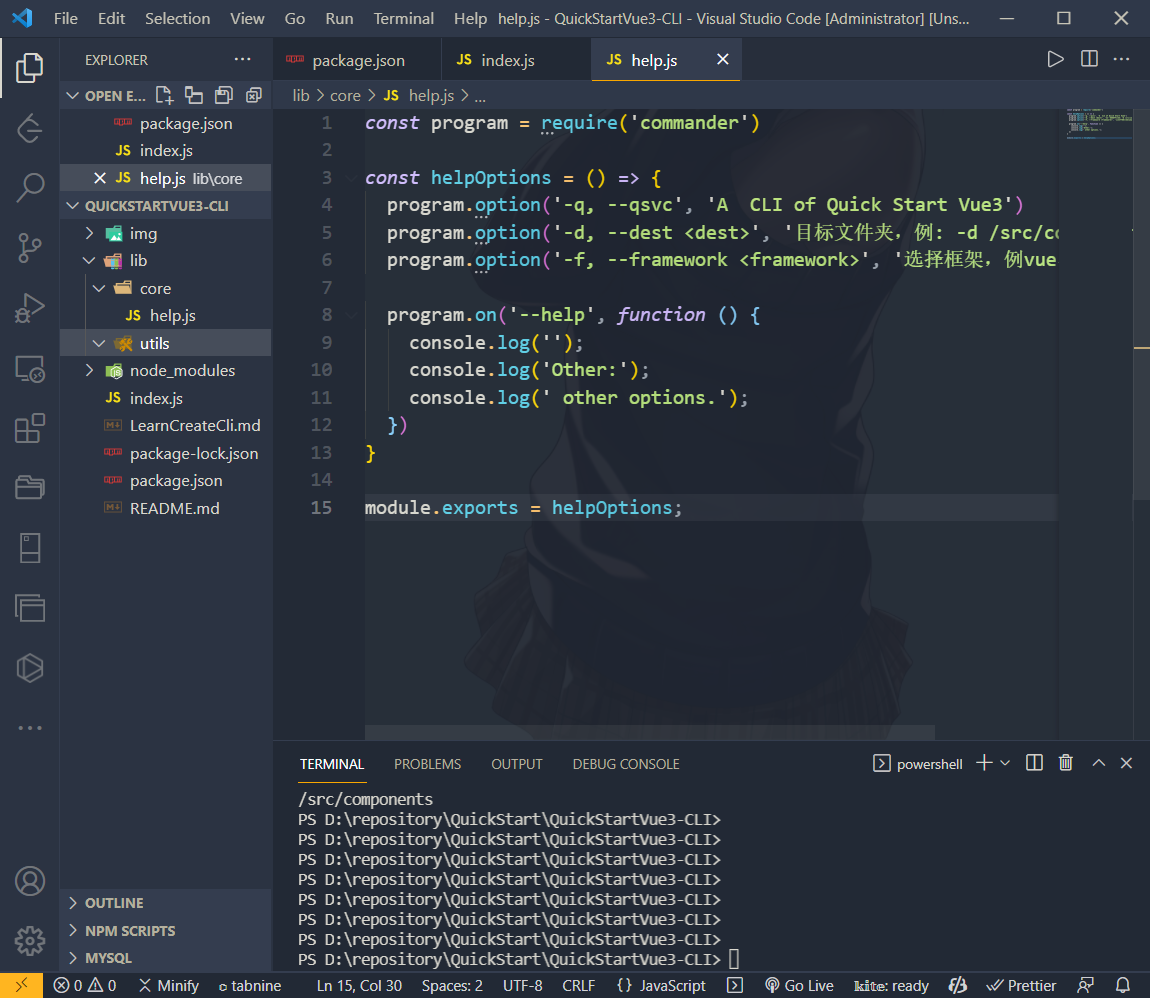 File Edit Selection View Go Run Terminal Help help.js - QuickStartVue3-CLI - Visual Studio Code [Administrator] [Uns...
EXPLORER
package.json
JS index.js
JS help.js
OPEN E...
package.json
JS index.js
JS help.js lib\core
QUICKSTARTVUE3-CLI
img
lib
core
JS help.js
utils
node_modules
JS index.js
LearnCreateCli.md
package-lock.json
package.json
README.md
OUTLINE
NPM SCRIPTS
MYSQL
lib > core > JS help.js > ...
1 const program = require('commander')
2
3 const helpOptions = () => {
4 program.option('-q, --qsvc', 'A  CLI of Quick Start Vue3')
5 program.option('-d, --dest <dest>', '目标文件夹，例: -d /src/co
6 program.option('-f, --framework <framework>', '选择框架，例vue
7
8 program.on('--help', function () {
9 console.log('');
10 console.log('Other:');
11 console.log(' other options.');
12 })
13 }
14
15 module.exports = helpOptions;
TERMINAL PROBLEMS OUTPUT DEBUG CONSOLE
powershell
/src/components
PS D:\repository\QuickStart\QuickStartVue3-CLI>
PS D:\repository\QuickStart\QuickStartVue3-CLI>
PS D:\repository\QuickStart\QuickStartVue3-CLI>
PS D:\repository\QuickStart\QuickStartVue3-CLI>
PS D:\repository\QuickStart\QuickStartVue3-CLI>
PS D:\repository\QuickStart\QuickStartVue3-CLI>
PS D:\repository\QuickStart\QuickStartVue3-CLI>
PS D:\repository\QuickStart\QuickStartVue3-CLI>
0 0 Minify c tabnine Ln 15, Col 30 Spaces: 2 UTF-8 CRLF {} JavaScript Go Live kite: ready Prettier